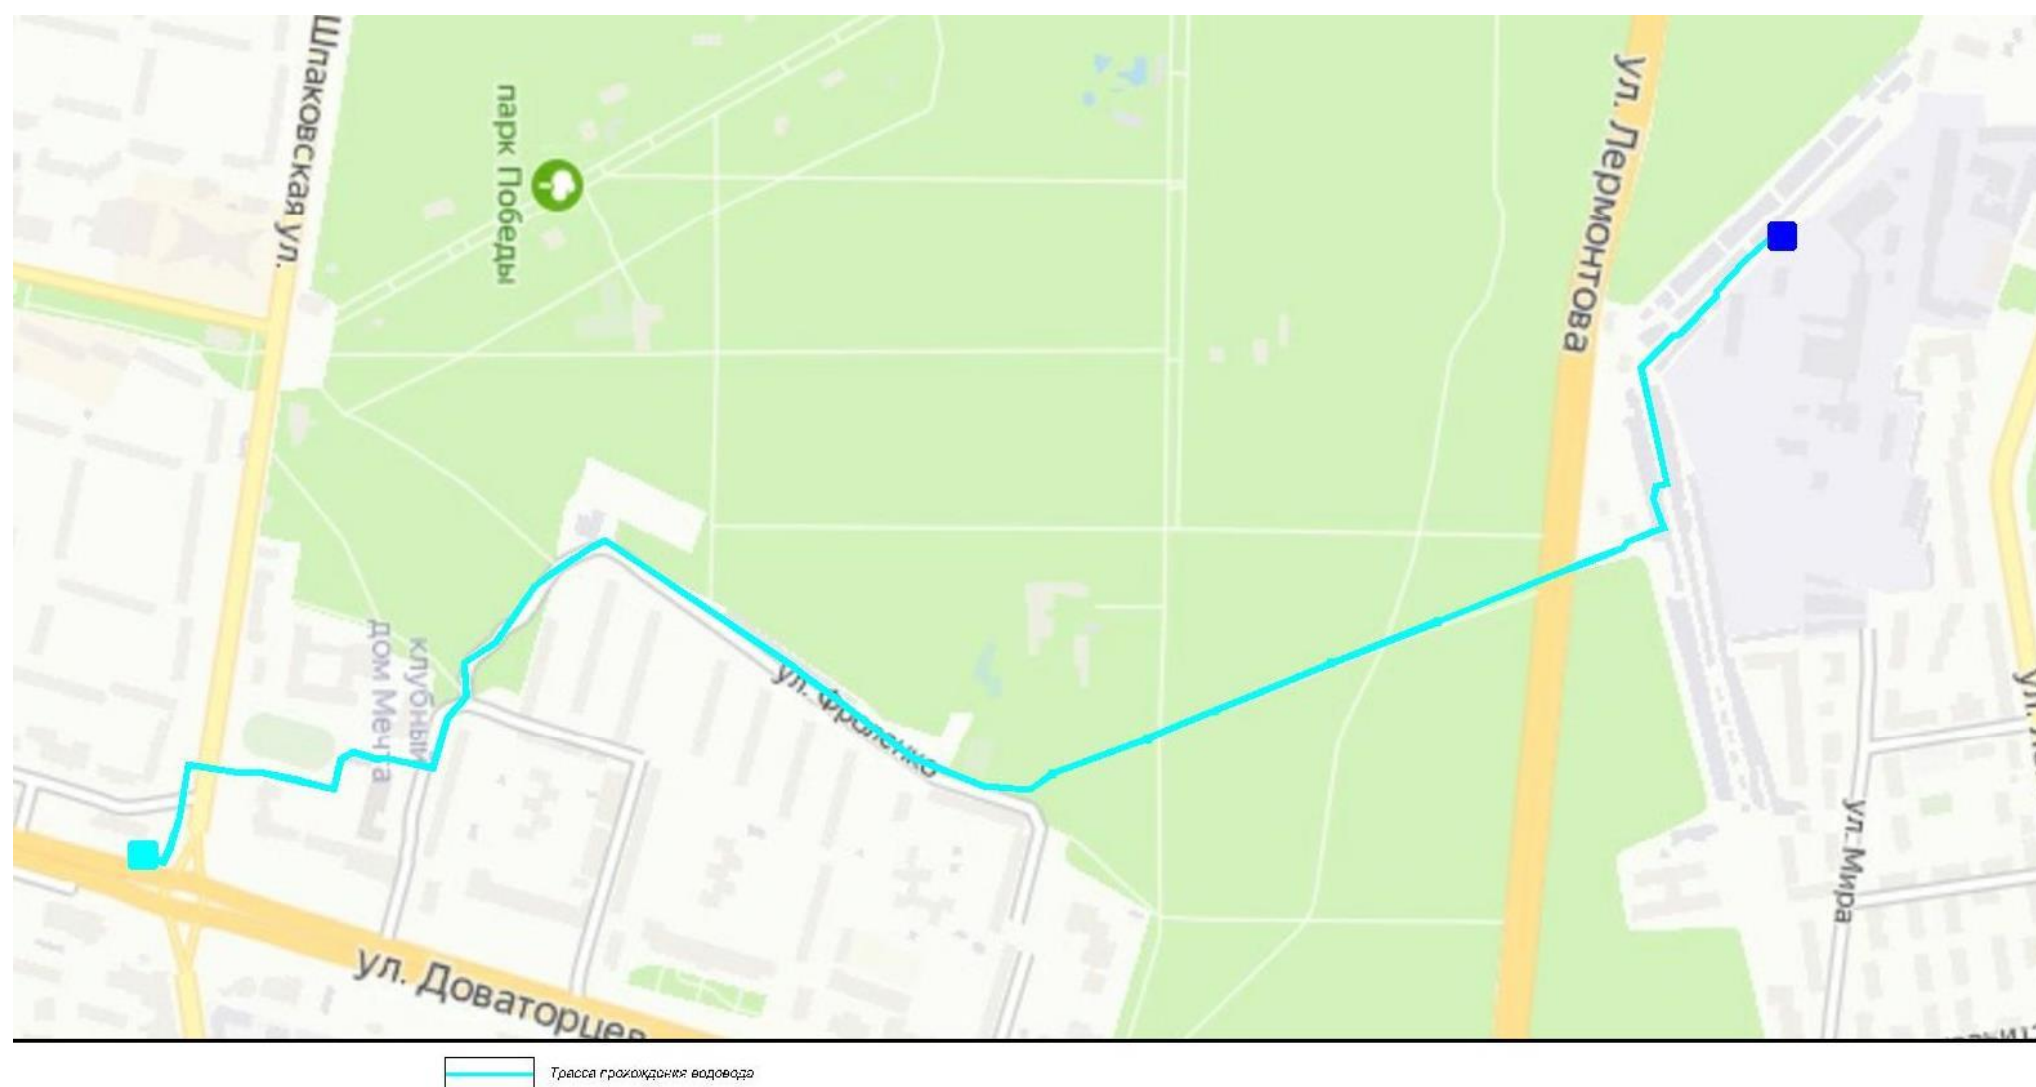 Шпаковская ул.
парк Победы
ул. Лермонтова
клубный
дом Мечта
ул. Фроленко
ул. Мира
ул. Доваторцев
Трасса прохождения водовода